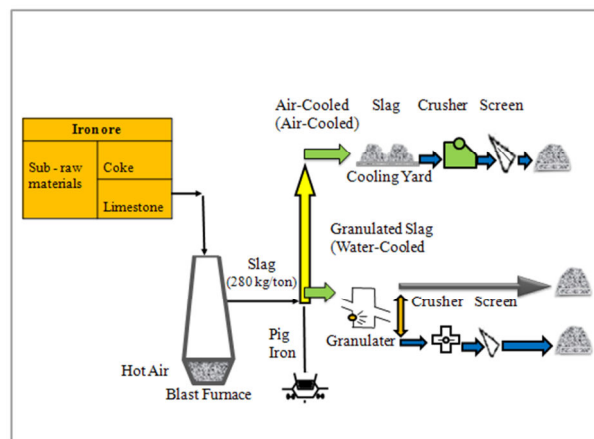 Iron ore
Sub - raw
materials
Coke
Limestone
Air-Cooled
(Air-Cooled)
Slag
Crusher
Screen
Cooling Yard
Granulated Slag
(Water-Cooled
Slag
(280 kg/ton)
Crusher
Screen
Granulater
Pig
Iron
Hot Air
Blast Furnace